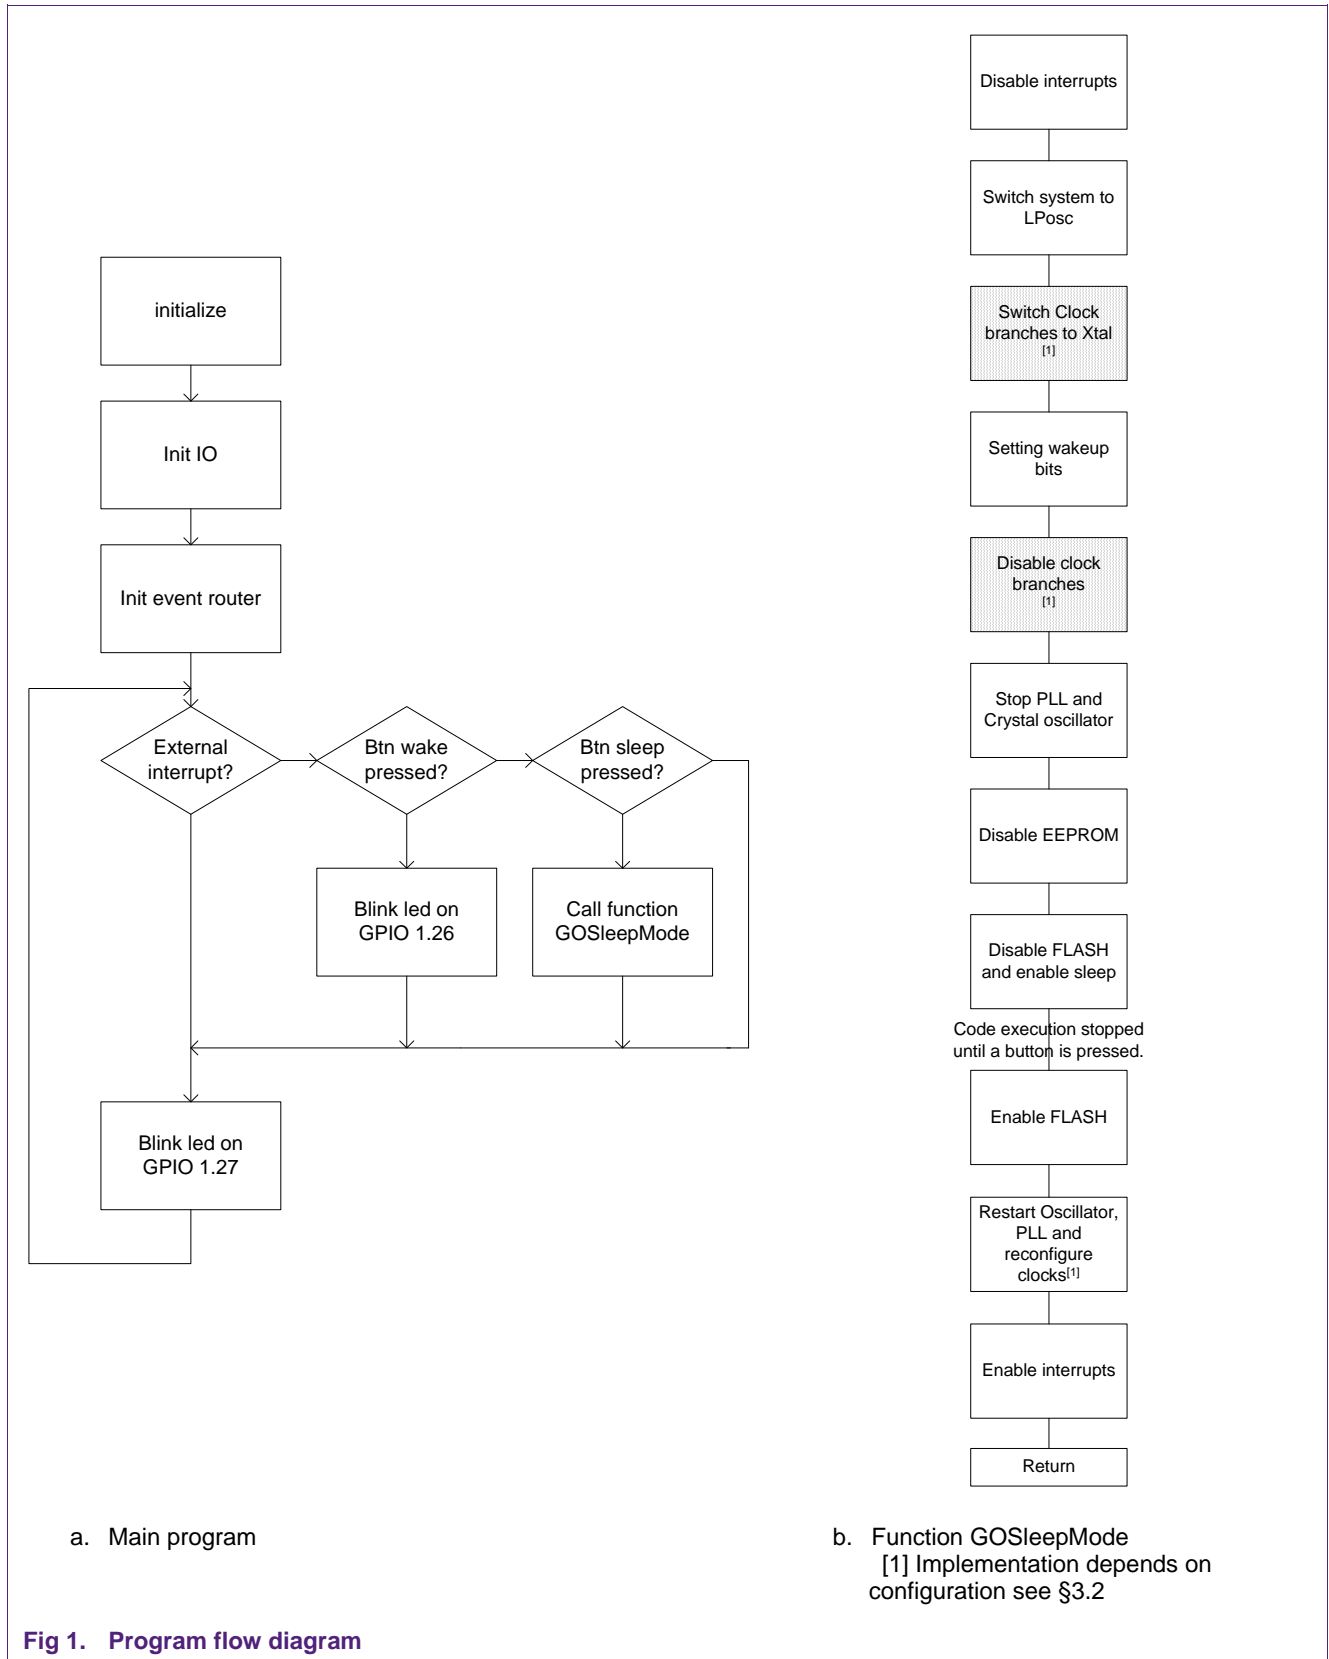 initialize
Init IO
Init event router
External
interrupt?
Btn wake
pressed?
Btn sleep
pressed?
Blink led on
GPIO 1.26
Call function
GOSleepMode
Blink led on
GPIO 1.27
a. Main program
Disable interrupts
Switch system to
LPosc
Switch Clock
branches to Xtal
[1]
Setting wakeup
bits
Disable clock
branches
[1]
Stop PLL and
Crystal oscillator
Disable EEPROM
Disable FLASH
and enable sleep
Code execution stopped
until a button is pressed.
Enable FLASH
Restart Oscillator,
PLL and
reconfigure
clocks[1]
Enable interrupts
Return
b. Function GOSleepMode
[1] Implementation depends on
configuration see §3.2
Fig 1. Program flow diagram